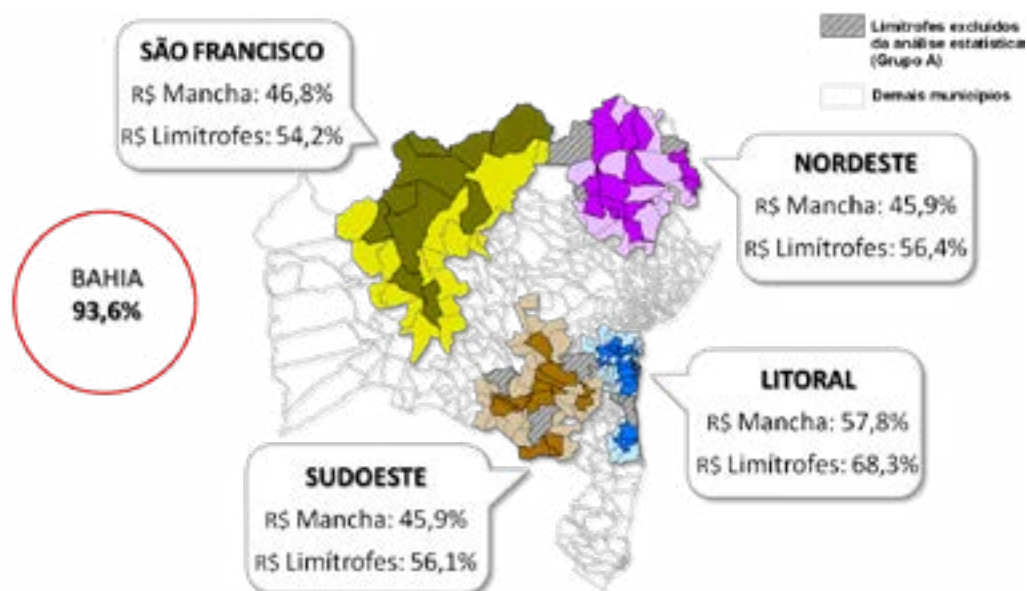 SÃO FRANCISCO
R$ Mancha: 46,8%
R$ Limítrofes: 54,2%
Limítrofes excluídos
da análise estatística
(Grupo A)
Demais municípios
NORDESTE
R$ Mancha: 45,9%
R$ Limítrofes: 56,4%
BAHIA
93,6%
LITORAL
R$ Mancha: 57,8%
R$ Limítrofes: 68,3%
SUDOESTE
R$ Mancha: 45,9%
R$ Limítrofes: 56,1%